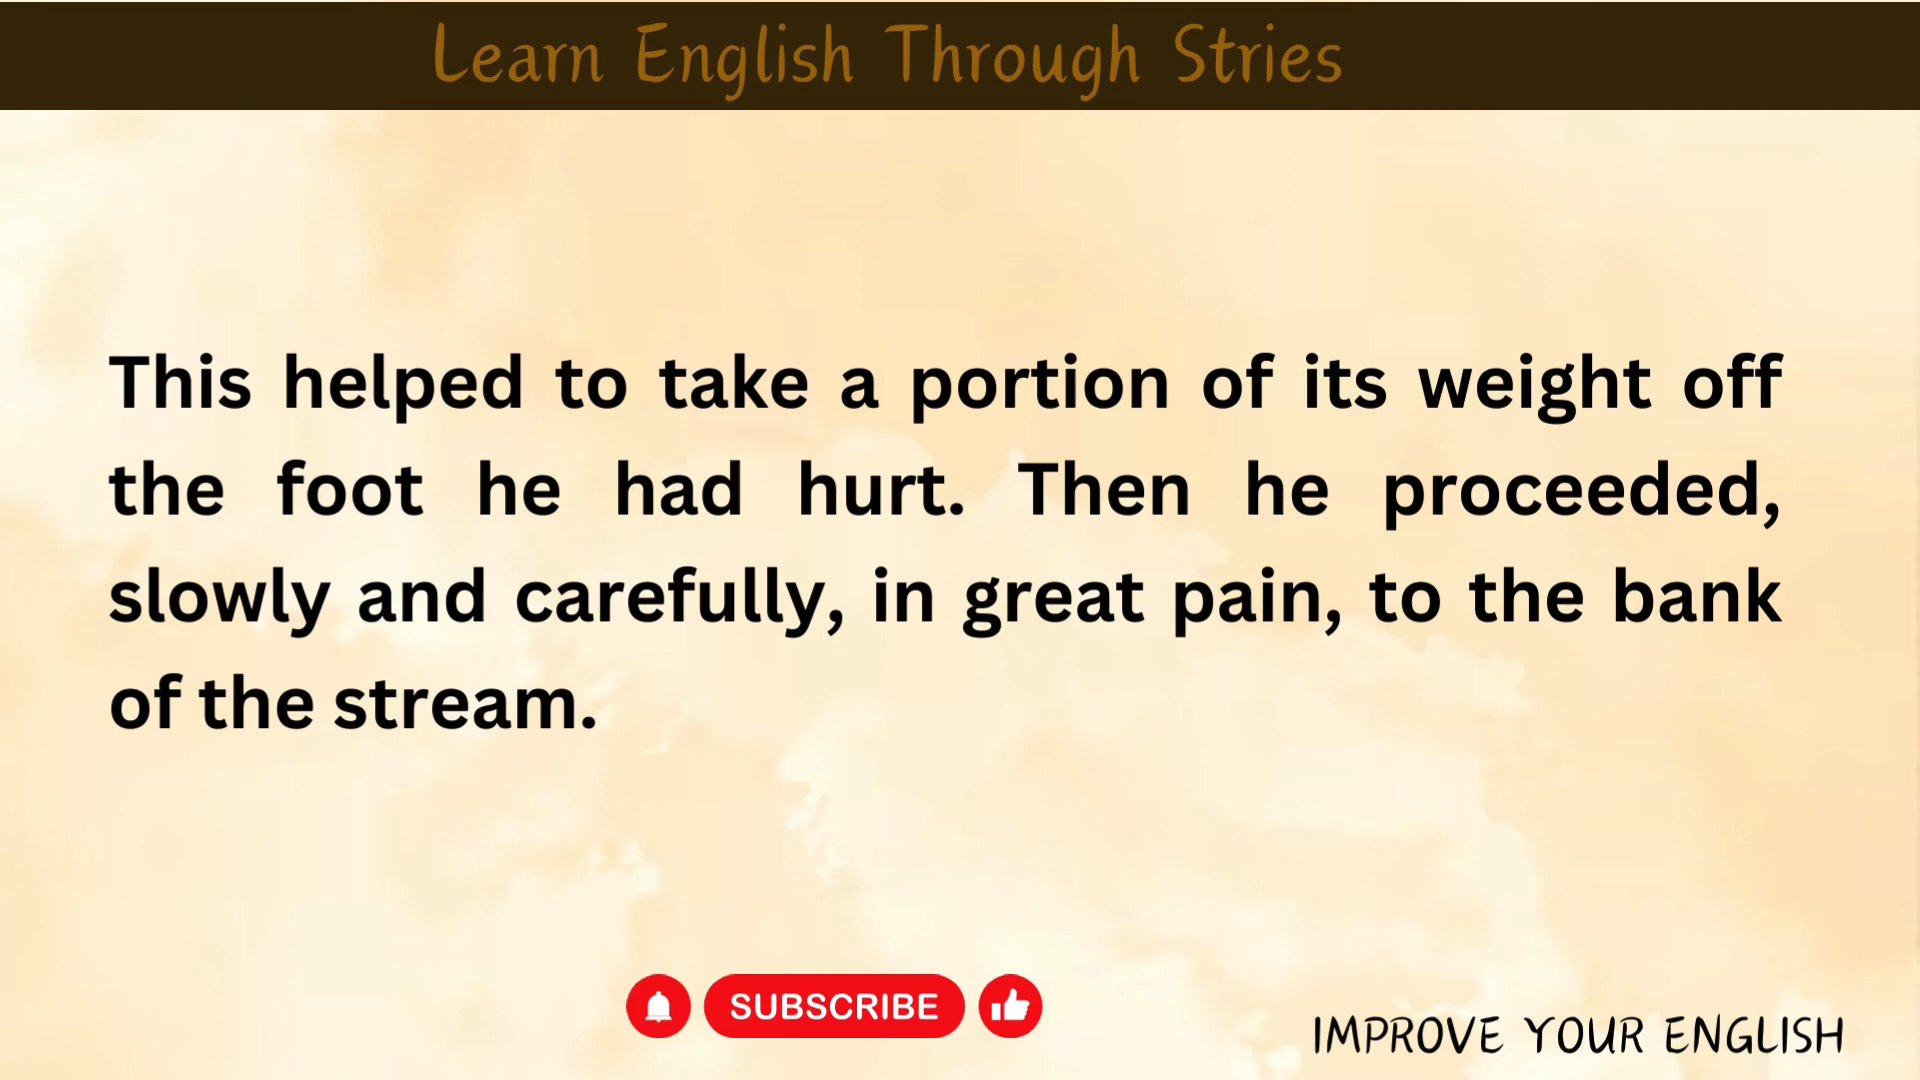 Learn English Through Stries
This helped to take a portion of its weight off
the foot he had hurt. Then he proceeded,
slowly and carefully, in great pain, to the bank
of the stream.
SUBSCRIBE
IMPROVE YOUR ENGLISH